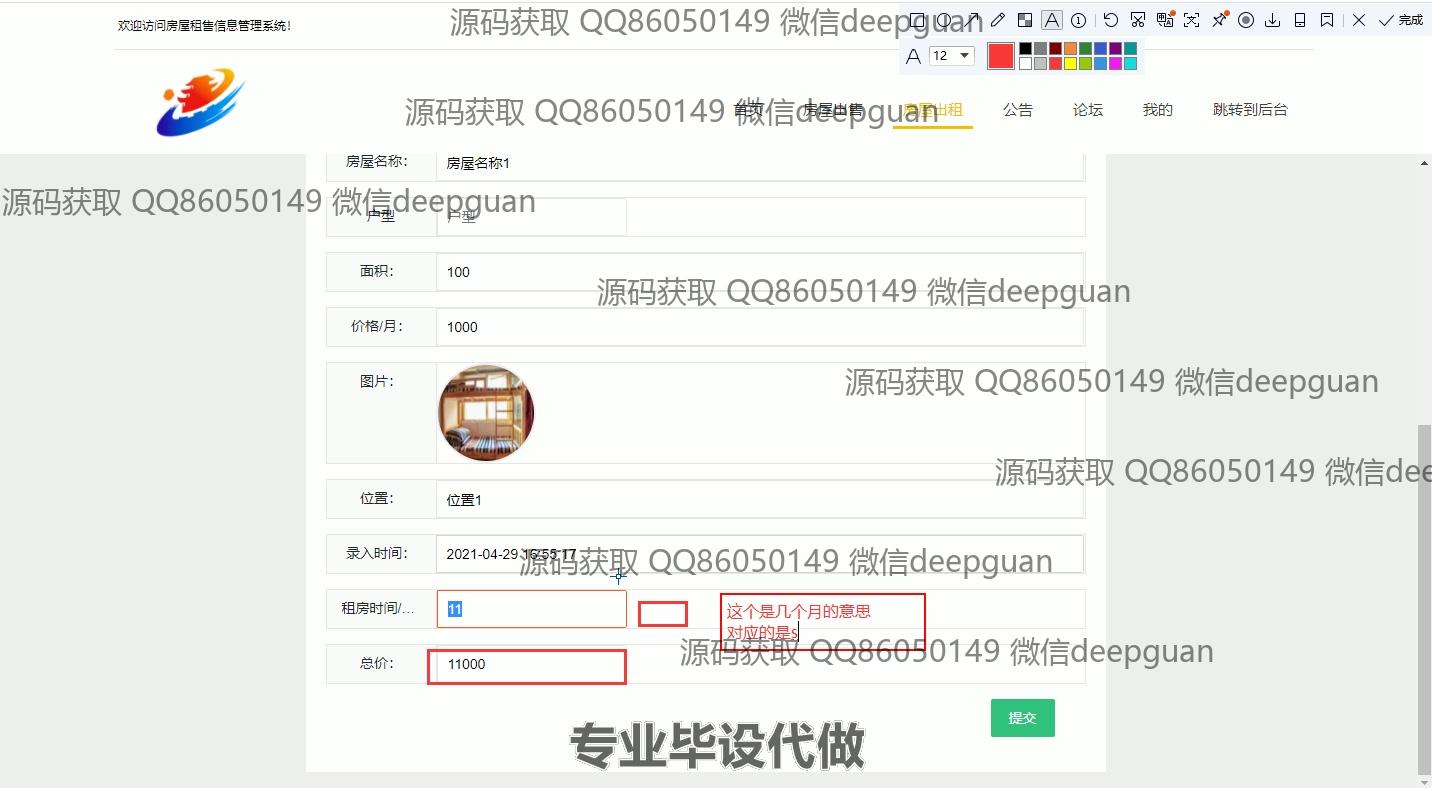 欢迎访问房屋租售信息管理系统！
源码获取 QQ86050149 微信deepguan
A 1 完成
A 12
源码获取 QQ86050149 微信deepguan
首页 房屋出售 房屋出租 公告 论坛 我的 跳转到后台
房屋名称： 房屋名称1
源码获取 QQ86050149 微信deepguan
户型 户型
面积： 100
源码获取 QQ86050149 微信deepguan
价格/月： 1000
图片：
源码获取 QQ86050149 微信deepguan
源码获取 QQ86050149 微信dee
位置： 位置1
录入时间： 2021-04-29 16:55:17
源码获取 QQ86050149 微信deepguan
租房时间/... 11
这个是几个月的意思
对应的是s
源码获取 QQ86050149 微信deepguan
总价： 11000
提交
专业毕设代做